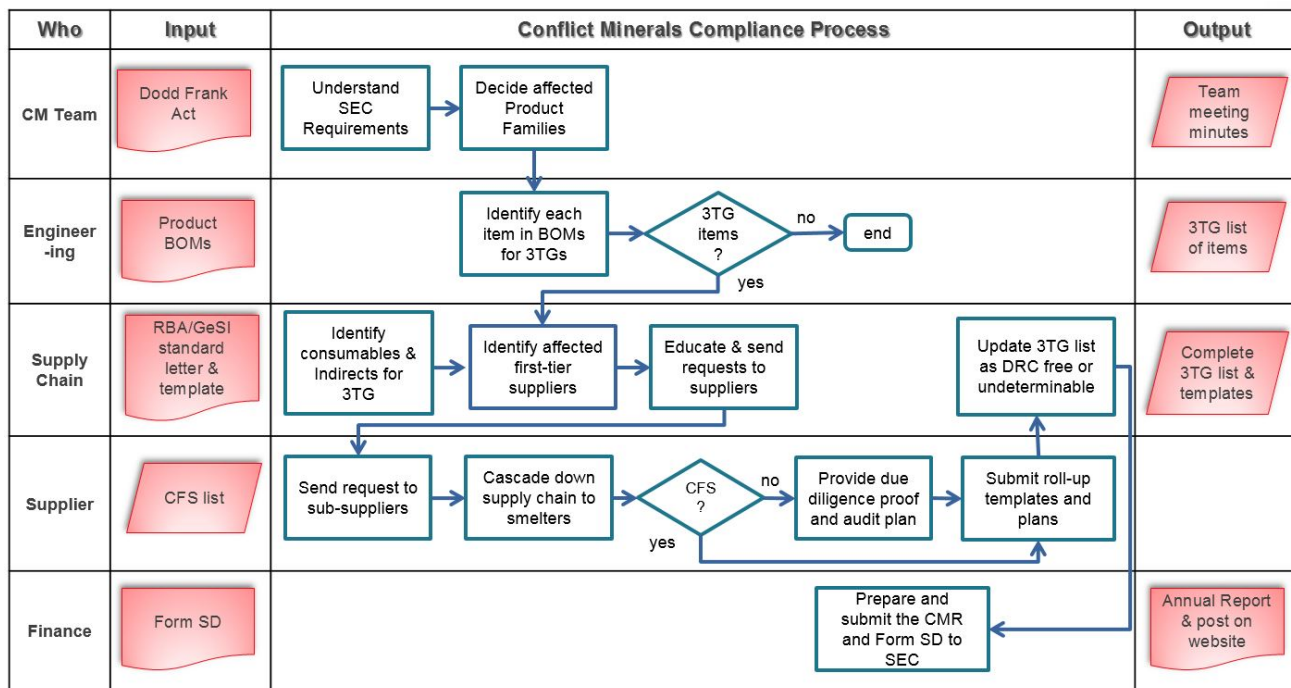 Who
Input
Conflict Minerals Compliance Process
Output
CM Team
Dodd Frank
Act
Understand
SEC
Requirements
Decide affected
Product
Families
Team
meeting
minutes
Engineer
-ing
Product
BOMs
Identify each
item in BOMs
for 3TGs
3TG
items
?
no
end
yes
3TG list
of items
Supply
Chain
RBA/GeSI
standard
letter &
template
Identify
consumables &
Indirects for
3TG
Identify affected
first-tier
suppliers
Educate & send
requests to
suppliers
Update 3TG list
as DRC free or
undeterminable
Complete
3TG list &
templates
Supplier
CFS list
Send request to
sub-suppliers
Cascade down
supply chain to
smelters
CFS
?
no
yes
Provide due
diligence proof
and audit plan
Submit roll-up
templates and
plans
Finance
Form SD
Prepare and
submit the CMR
and Form SD to
SEC
Annual Report
& post on
website